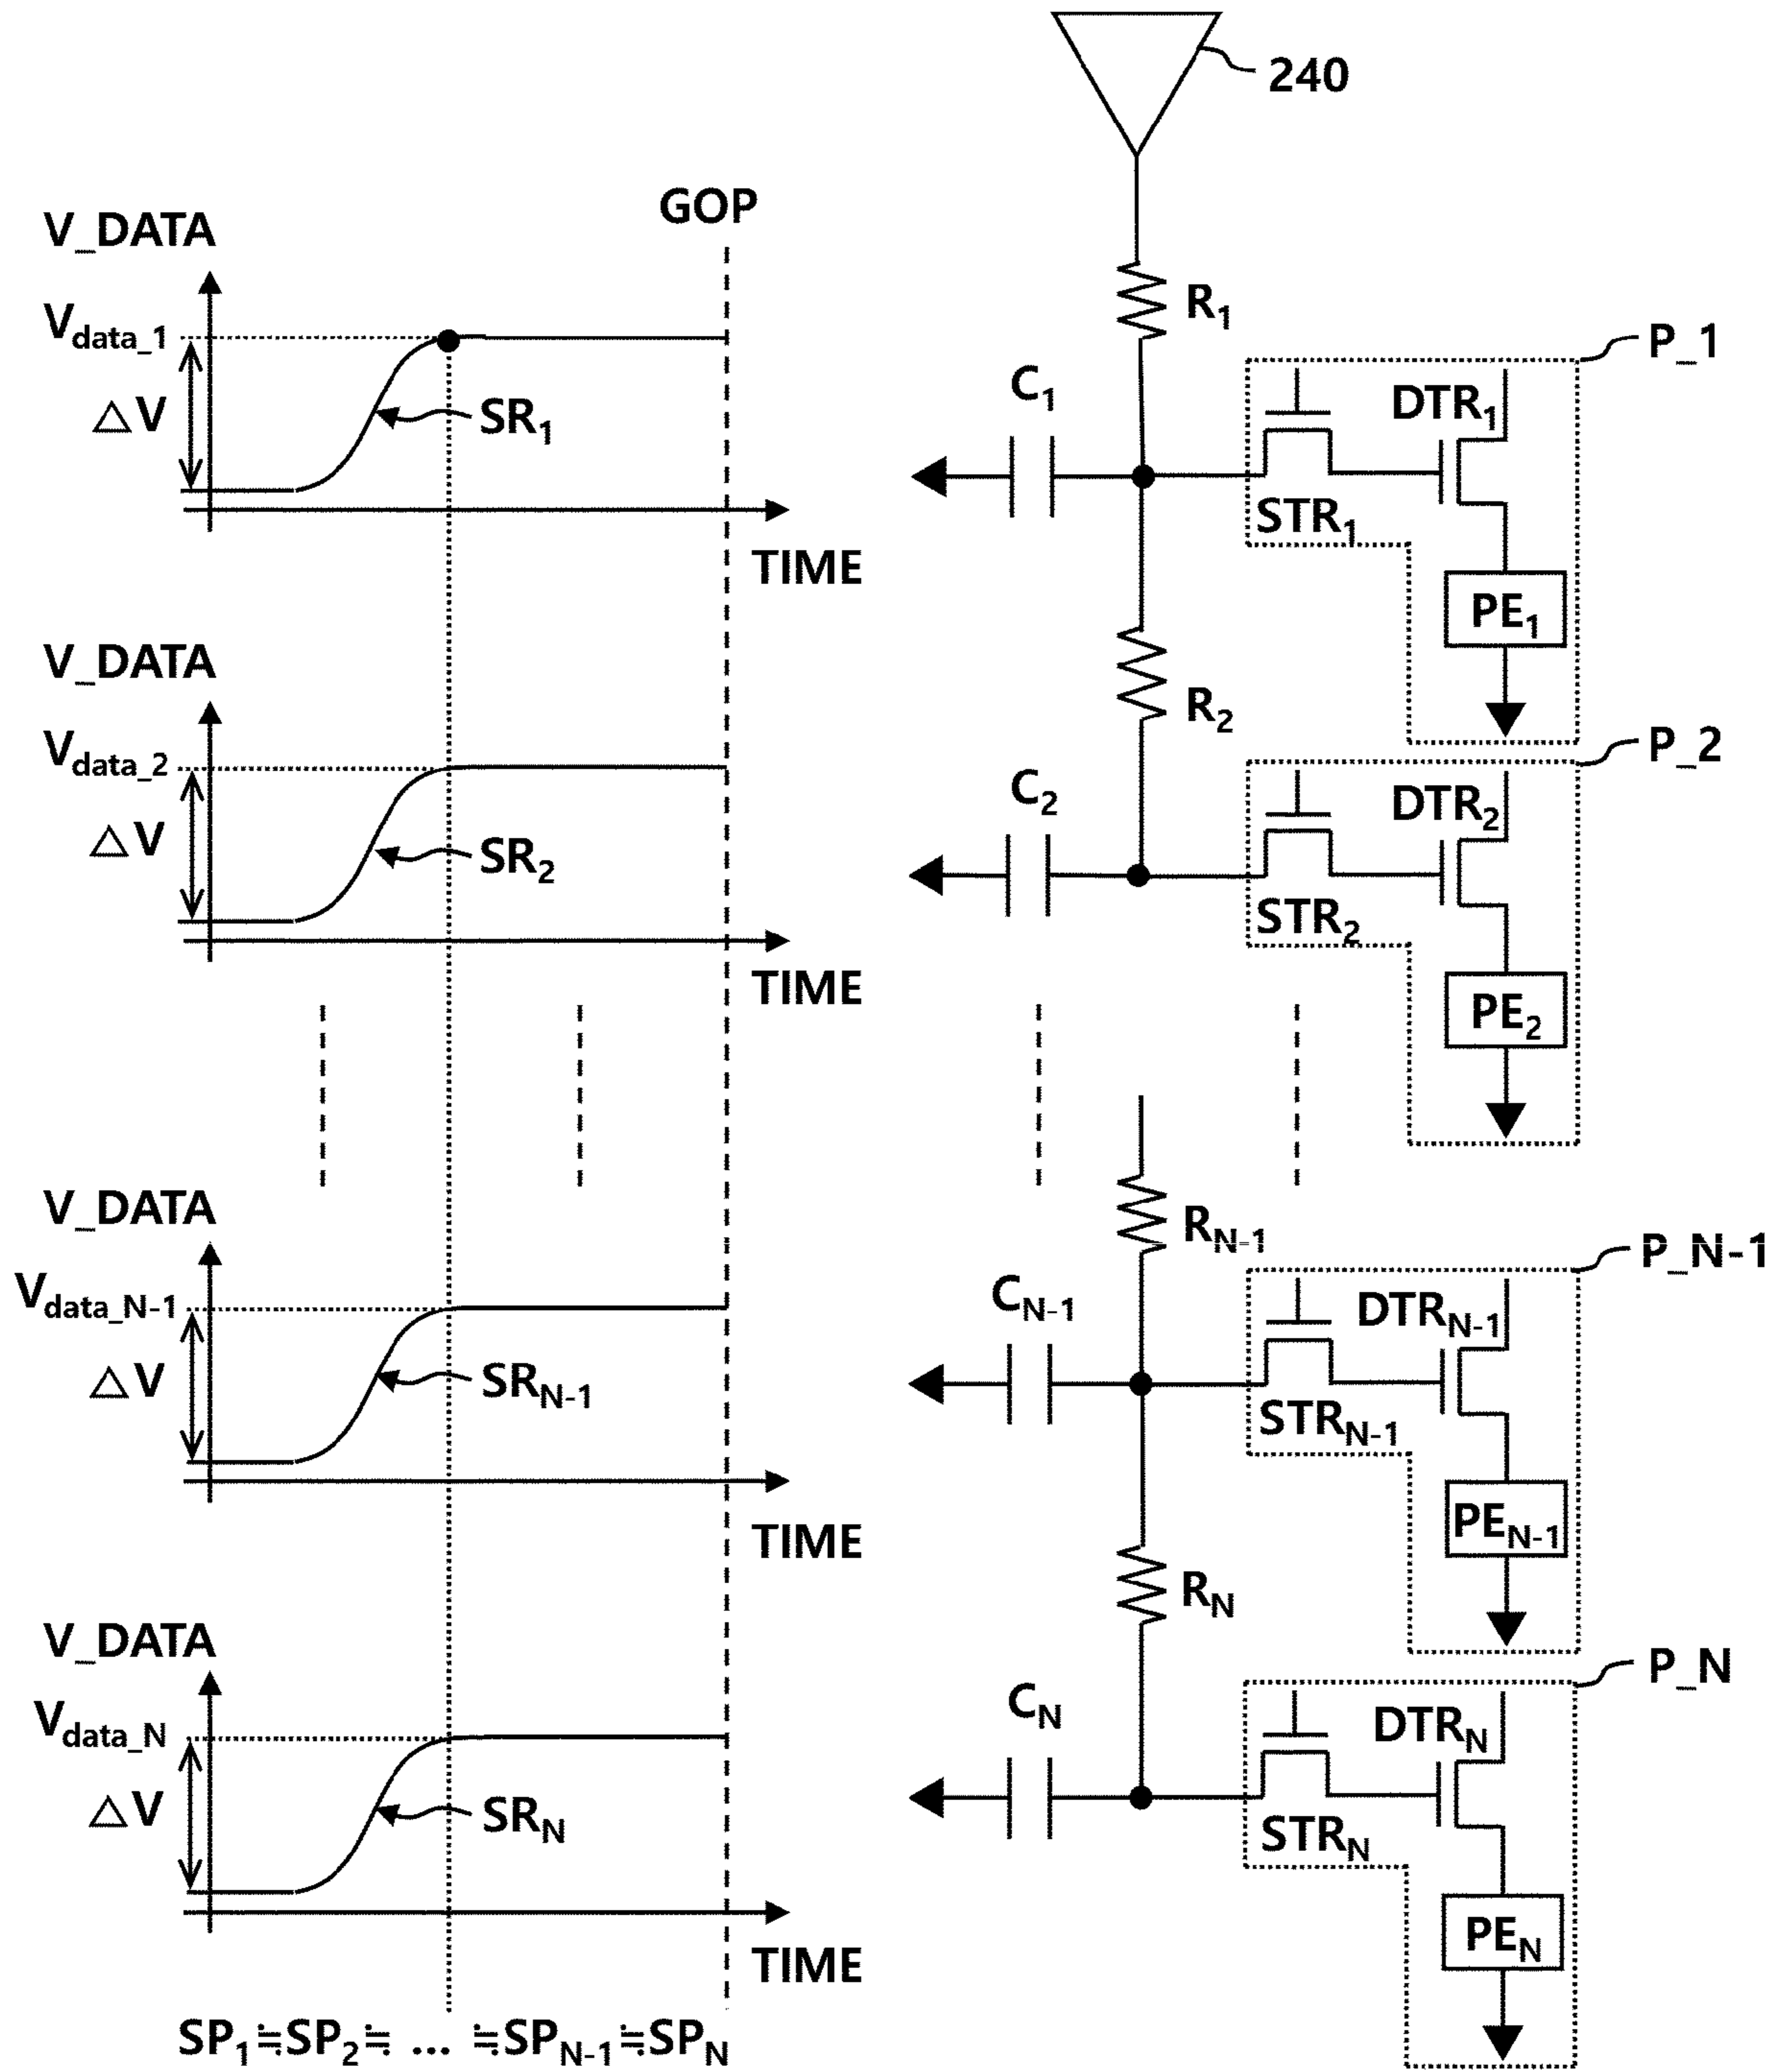 240
GOP
V_DATA
Vdata_1
△V
SR1
TIME
R1
C1
P_1
DTR1
STR1
PE1
V_DATA
Vdata_2
△V
SR2
TIME
R2
C2
P_2
DTR2
STR2
PE2
V_DATA
Vdata_N-1
△V
SRN-1
TIME
RN-1
CN-1
P_N-1
DTRN-1
STRN-1
PEN-1
V_DATA
Vdata_N
△V
SRN
TIME
RN
CN
P_N
DTRN
STRN
PEN
SP1≒SP2≒ ... ≒SPN-1≒SPN